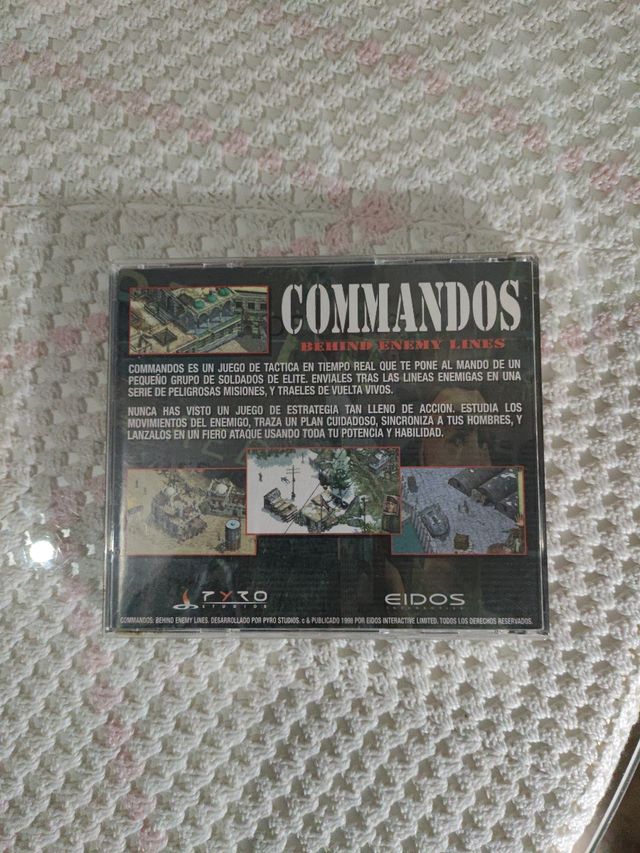 COMMANDOS
BEHIND ENEMY LINES
COMMANDOS ES UN JUEGO DE TACTICA EN TIEMPO REAL QUE TE PONE AL MANDO DE UN
PEQUEÑO GRUPO DE SOLDADOS DE ELITE. ENVIALES TRAS LAS LINEAS ENEMIGAS EN UNA
SERIE DE PELIGROSAS MISIONES, Y TRAELES DE VUELTA VIVOS.
NUNCA HAS VISTO UN JUEGO DE ESTRATEGIA TAN LLENO DE ACCION. ESTUDIA LOS
MOVIMIENTOS DEL ENEMIGO, TRAZA UN PLAN CUIDADOSO, SINCRONIZA A TUS HOMBRES, Y
LANZALOS EN UN FIERO ATAQUE USANDO TODA TU POTENCIA Y HABILIDAD.
PYRO
STUDIOS
EIDOS
COMMANDOS: BEHIND ENEMY LINES. DESARROLLADO POR PYRO STUDIOS. c & PUBLICADO 1998 POR EIDOS INTERACTIVE LIMITED. TODOS LOS DERECHOS RESERVADOS.